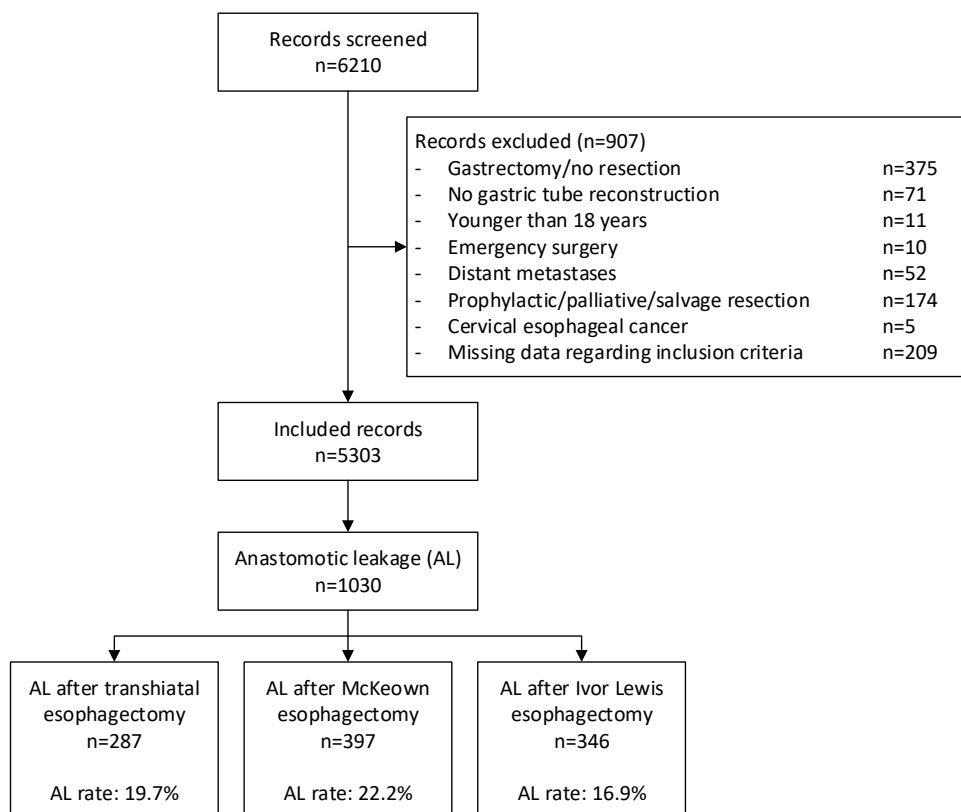 Records screened
n=6210
Records excluded (n=907)
- Gastrectomy/no resection n=375
- No gastric tube reconstruction n=71
- Younger than 18 years n=11
- Emergency surgery n=10
- Distant metastases n=52
- Prophylactic/palliative/salvage resection n=174
- Cervical esophageal cancer n=5
- Missing data regarding inclusion criteria n=209
Included records
n=5303
Anastomotic leakage (AL)
n=1030
AL after transhiatal
esophagectomy
n=287
AL rate: 19.7%
AL after McKeown
esophagectomy
n=397
AL rate: 22.2%
AL after Ivor Lewis
esophagectomy
n=346
AL rate: 16.9%